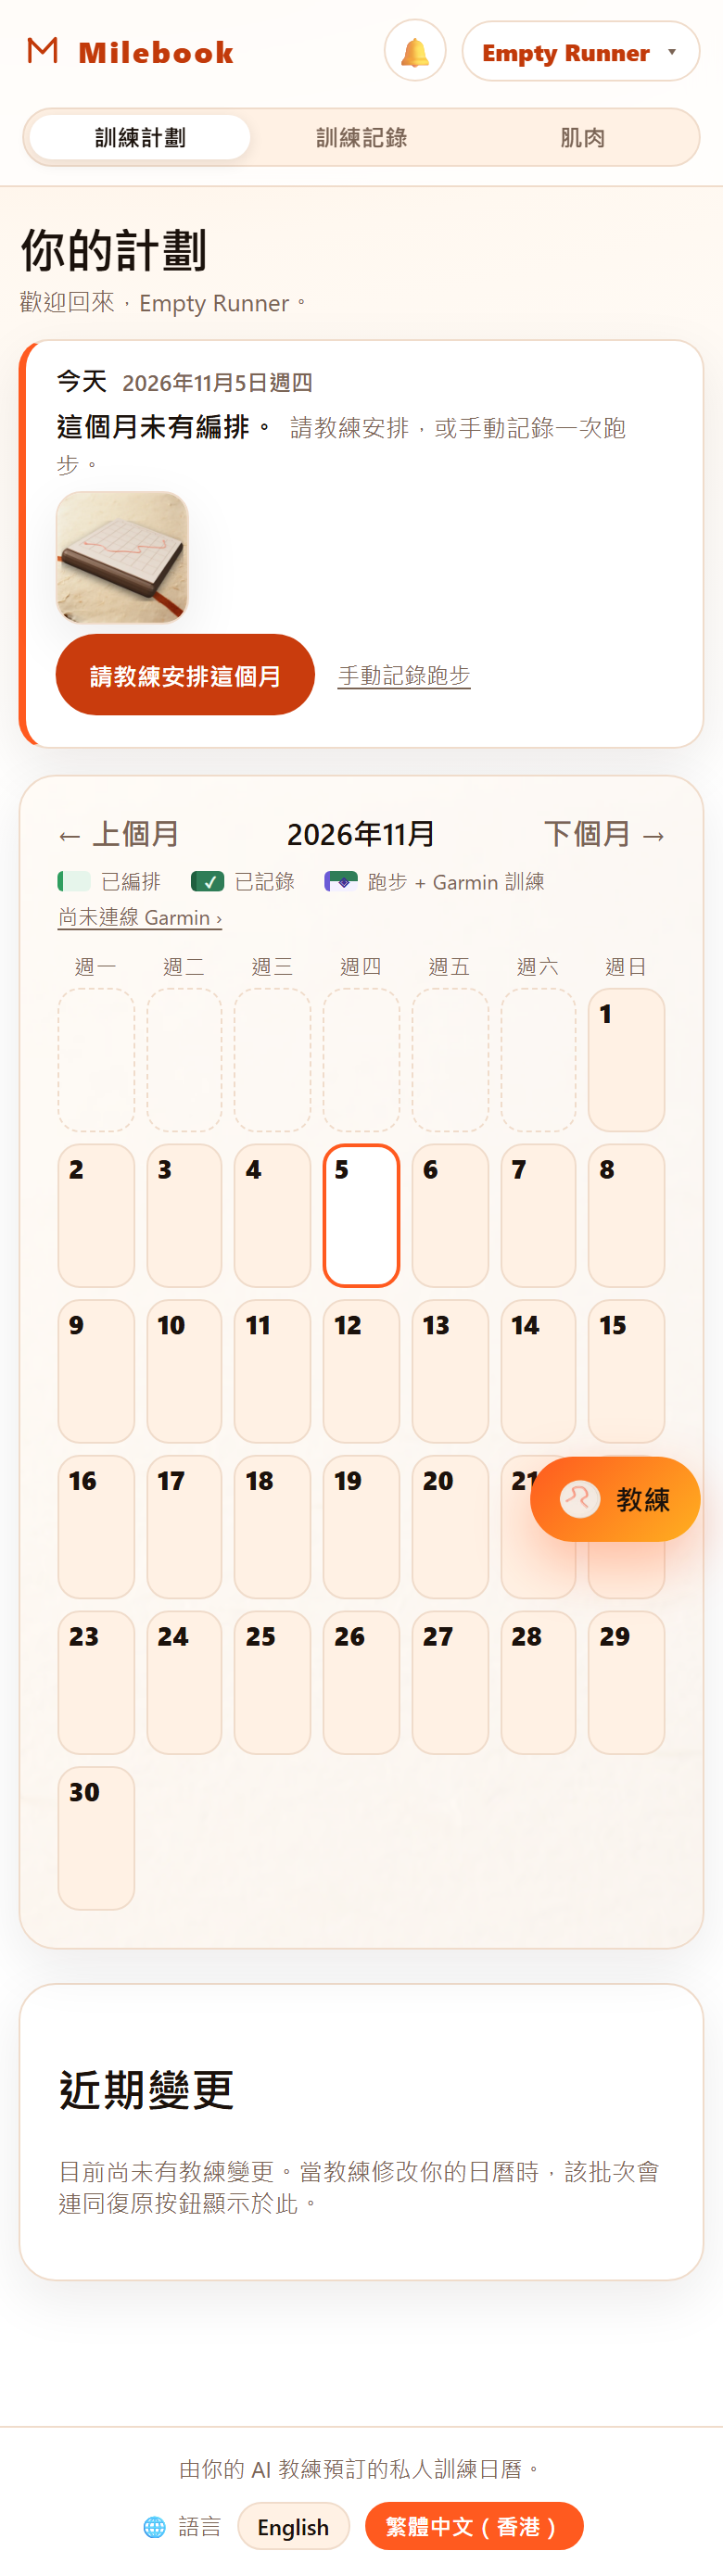 Milebook
Empty Runner
訓練計劃 訓練記錄 肌肉
你的計劃
歡迎回來，Empty Runner。
今天 2026年11月5日週四
這個月未有編排。 請教練安排，或手動記錄一次跑
步。
請教練安排這個月 手動記錄跑步
← 上個月 2026年11月 下個月 →
已編排 已記錄 跑步 + Garmin 訓練
尚未連線 Garmin ›
週一 週二 週三 週四 週五 週六 週日
1
2 3 4 5 6 7 8
9 10 11 12 13 14 15
16 17 18 19 20 21
教練
23 24 25 26 27 28 29
30
近期變更
目前尚未有教練變更。當教練修改你的日曆時，該批次會
連同復原按鈕顯示於此。
由你的 AI 教練預訂的私人訓練日曆。
語言 English 繁體中文（香港）